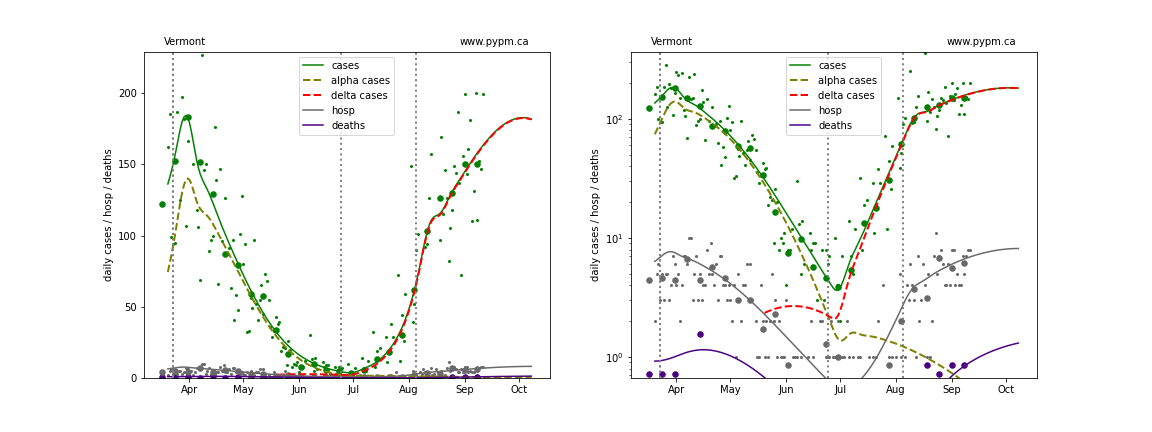 Vermont
www.pypm.ca
daily cases / hosp / deaths
200
150
100
50
0
cases
alpha cases
delta cases
hosp
deaths
Apr
May
Jun
Jul
Aug
Sep
Oct
Vermont
www.pypm.ca
daily cases / hosp / deaths
10²
10¹
10⁰
cases
alpha cases
delta cases
hosp
deaths
Apr
May
Jun
Jul
Aug
Sep
Oct